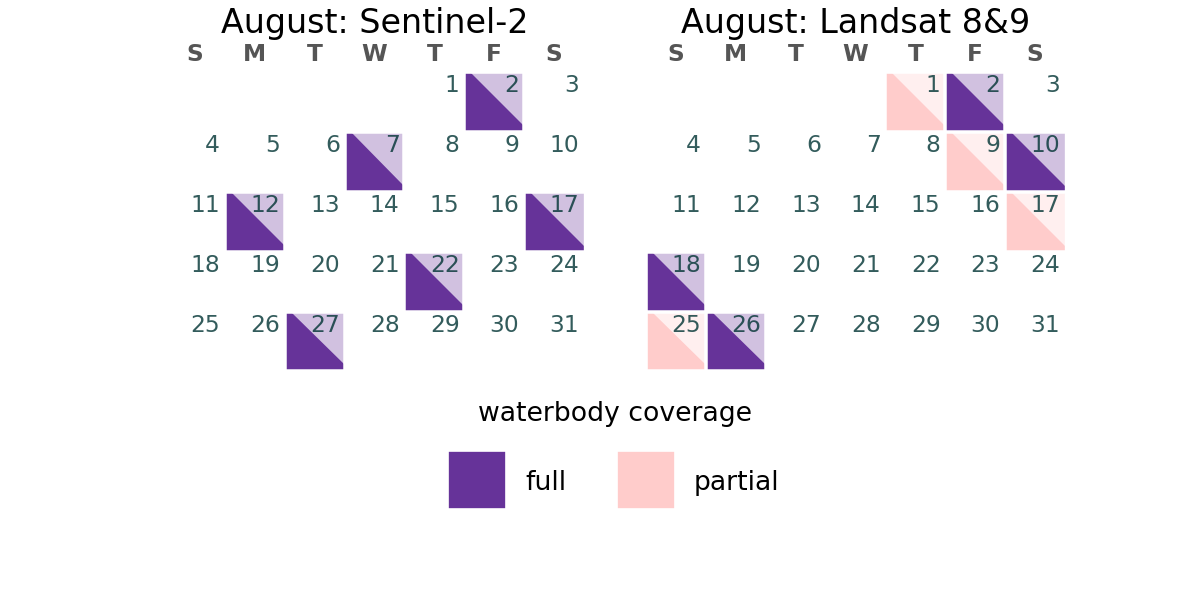 August: Sentinel-2
S M T W T F S
1 2 3
4 5 6 7 8 9 10
11 12 13 14 15 16 17
18 19 20 21 22 23 24
25 26 27 28 29 30 31
August: Landsat 8&9
S M T W T F S
1 2 3
4 5 6 7 8 9 10
11 12 13 14 15 16 17
18 19 20 21 22 23 24
25 26 27 28 29 30 31
waterbody coverage
full partial